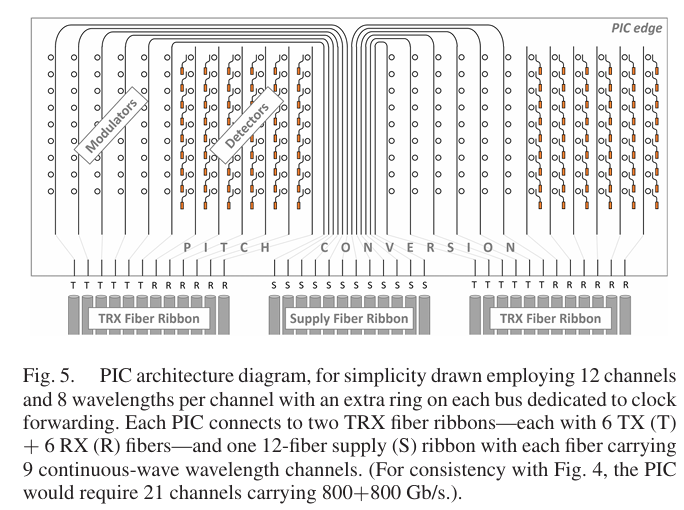 PIC edge
Modulators
Detectors
PITCH CONVERSION
T T T T T T R R R R R R R S S S S S S S S S S S S T T T T T T R R R R R R R
TRX Fiber Ribbon Supply Fiber Ribbon TRX Fiber Ribbon
Fig. 5. PIC architecture diagram, for simplicity drawn employing 12 channels
and 8 wavelengths per channel with an extra ring on each bus dedicated to clock
forwarding. Each PIC connects to two TRX fiber ribbons—each with 6 TX (T)
+ 6 RX (R) fibers—and one 12-fiber supply (S) ribbon with each fiber carrying
9 continuous-wave wavelength channels. (For consistency with Fig. 4, the PIC
would require 21 channels carrying 800+800 Gb/s.).